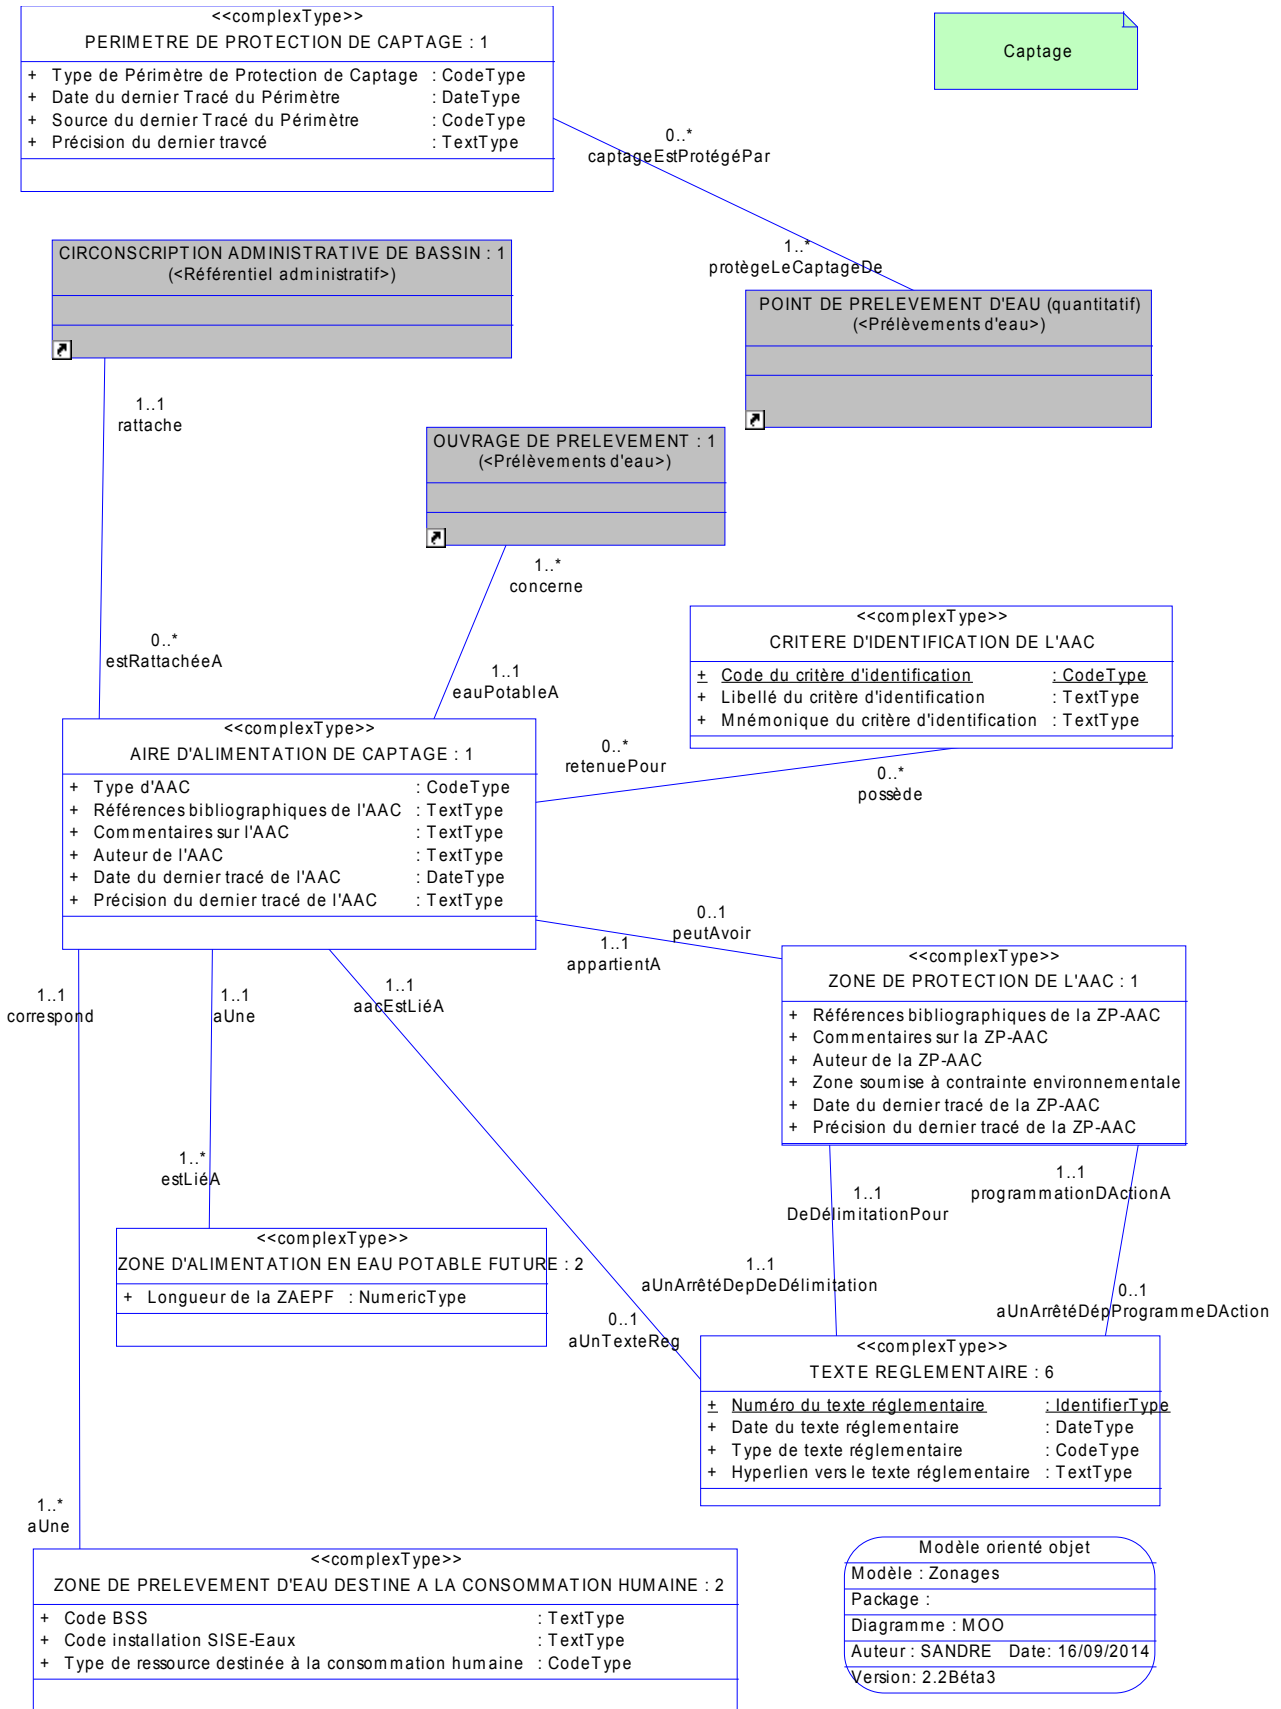 <<complexType>>
PERIMETRE DE PROTECTION DE CAPTAGE : 1
+ Type de Périmètre de Protection de Captage : CodeType
+ Date du dernier Tracé du Périmètre : DateType
+ Source du dernier Tracé du Périmètre : CodeType
+ Précision du dernier travcé : TextType
Captage
0..*
captageEstProtégéPar
1..*
protègeLeCaptageDe
CIRCONSCRIPTION ADMINISTRATIVE DE BASSIN : 1
(<Référentiel administratif>)
POINT DE PRELEVEMENT D'EAU (quantitatif)
(<Prélèvements d'eau>)
1..1
rattache
OUVRAGE DE PRELEVEMENT : 1
(<Prélèvements d'eau>)
1..*
concerne
0..*
estRattachéeA
1..1
eauPotableA
<<complexType>>
CRITERE D'IDENTIFICATION DE L'AAC
+ Code du critère d'identification : CodeType
+ Libellé du critère d'identification : TextType
+ Mnémonique du critère d'identification : TextType
<<complexType>>
AIRE D'ALIMENTATION DE CAPTAGE : 1
+ Type d'AAC : CodeType
+ Références bibliographiques de l'AAC : TextType
+ Commentaires sur l'AAC : TextType
+ Auteur de l'AAC : TextType
+ Date du dernier tracé de l'AAC : DateType
+ Précision du dernier tracé de l'AAC : TextType
0..*
retenuePour
0..*
possède
0..1
peutAvoir
1..1
appartientA
<<complexType>>
ZONE DE PROTECTION DE L'AAC : 1
+ Références bibliographiques de la ZP-AAC
+ Commentaires sur la ZP-AAC
+ Auteur de la ZP-AAC
+ Zone soumise à contrainte environnementale
+ Date du dernier tracé de la ZP-AAC
+ Précision du dernier tracé de la ZP-AAC
1..1
correspond
1..1
aUne
1..1
aacEstLiéA
1..*
estLiéA
1..1
DeDélimitationPour
1..1
programmationDActionA
<<complexType>>
ZONE D'ALIMENTATION EN EAU POTABLE FUTURE : 2
+ Longueur de la ZAEPF : NumericType
1..1
aUnArrêtéDepDeDélimitation
0..1
aUnArrêtéDépProgrammeDAction
0..1
aUnTexteReg
<<complexType>>
TEXTE REGLEMENTAIRE : 6
+ Numéro du texte réglementaire : IdentifierType
+ Date du texte réglementaire : DateType
+ Type de texte réglementaire : CodeType
+ Hyperlien vers le texte réglementaire : TextType
1..*
aUne
<<complexType>>
ZONE DE PRELEVEMENT D'EAU DESTINE A LA CONSOMMATION HUMAINE : 2
+ Code BSS : TextType
+ Code installation SISE-Eaux : TextType
+ Type de ressource destinée à la consommation humaine : CodeType
Modèle orienté objet
Modèle : Zonages
Package :
Diagramme : MOO
Auteur : SANDRE Date: 16/09/2014
Version: 2.2Béta3